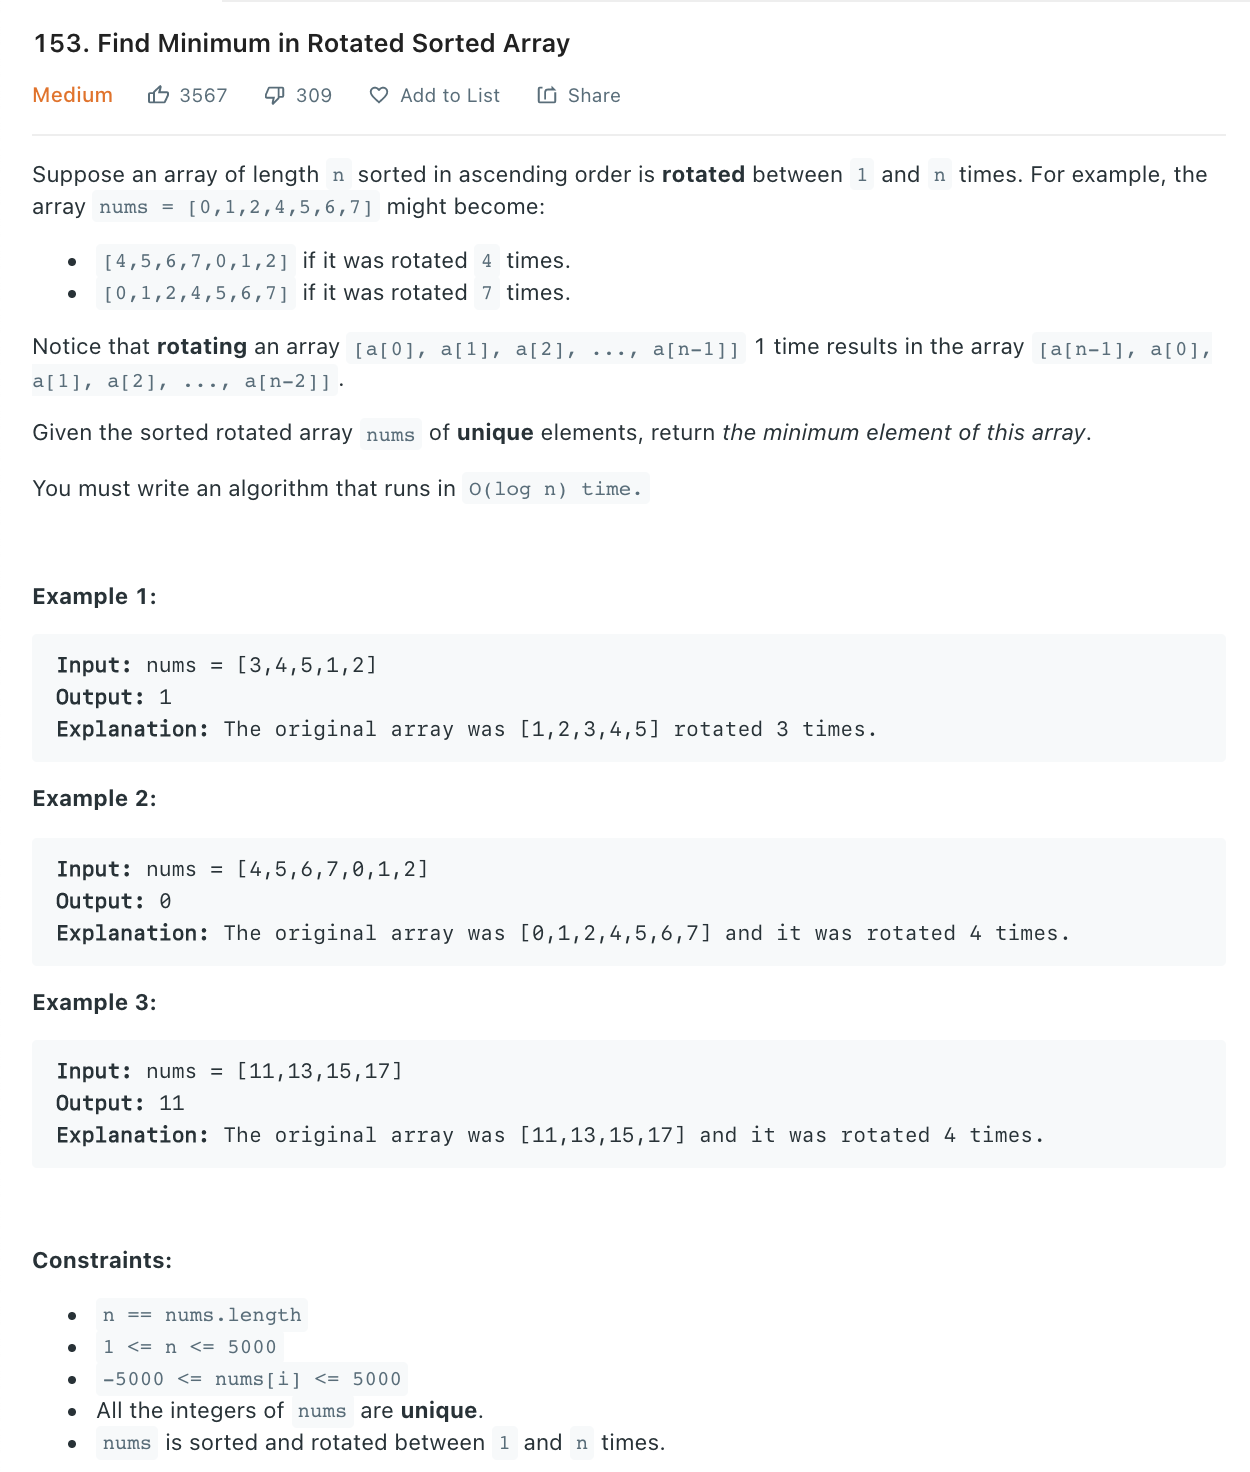 153. Find Minimum in Rotated Sorted Array
Medium 3567 309 Add to List Share
Suppose an array of length n sorted in ascending order is rotated between 1 and n times. For example, the
array nums = [0,1,2,4,5,6,7] might become:
• [4,5,6,7,0,1,2] if it was rotated 4 times.
• [0,1,2,4,5,6,7] if it was rotated 7 times.
Notice that rotating an array [a[0], a[1], a[2], ..., a[n-1]] 1 time results in the array [a[n-1], a[0],
a[1], a[2], ..., a[n-2]].
Given the sorted rotated array nums of unique elements, return the minimum element of this array.
You must write an algorithm that runs in O(log n) time.
Example 1:
Input: nums = [3,4,5,1,2]
Output: 1
Explanation: The original array was [1,2,3,4,5] rotated 3 times.
Example 2:
Input: nums = [4,5,6,7,0,1,2]
Output: 0
Explanation: The original array was [0,1,2,4,5,6,7] and it was rotated 4 times.
Example 3:
Input: nums = [11,13,15,17]
Output: 11
Explanation: The original array was [11,13,15,17] and it was rotated 4 times.
Constraints:
• n == nums.length
• 1 <= n <= 5000
• -5000 <= nums[i] <= 5000
• All the integers of nums are unique.
• nums is sorted and rotated between 1 and n times.